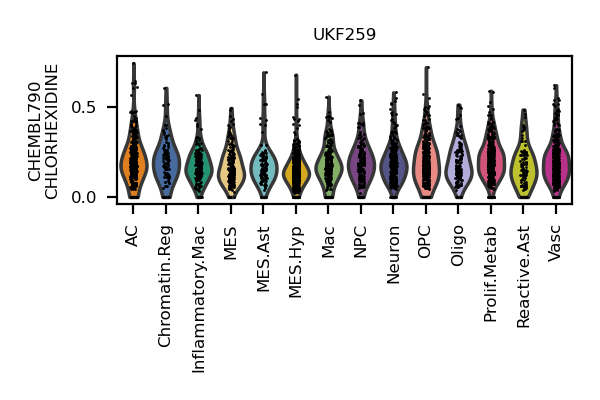 UKF259
CHEMBL790
CHLORHEXIDINE
0.5
0.0
AC
Chromatin.Reg
Inflammatory.Mac
MES
MES.Ast
MES.Hyp
Mac
NPC
Neuron
OPC
Oligo
Prolif.Metab
Reactive.Ast
Vasc